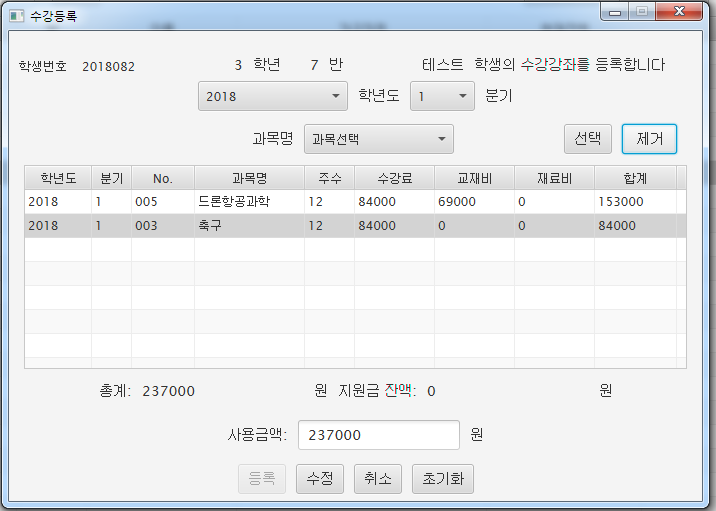 수강등록
학생번호 2018082 3 학년 7 반 테스트 학생의 수강강좌를 등록합니다
2018 학년도 1 분기
과목명 과목선택 선택 제거
학년도 분기 No. 과목명 주수 수강료 교재비 재료비 합계
2018 1 005 드론항공과학 12 84000 69000 0 153000
2018 1 003 축구 12 84000 0 0 84000
총계: 237000 원 지원금 잔액: 0 원
사용금액: 237000 원
등록 수정 취소 초기화